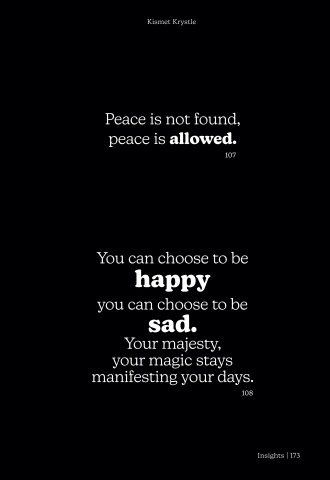 Kismet Krystle
Peace is not found,
peace is allowed.
107
You can choose to be
happy
you can choose to be
sad.
Your majesty,
your magic stays
manifesting your days.
108
Insights | 173